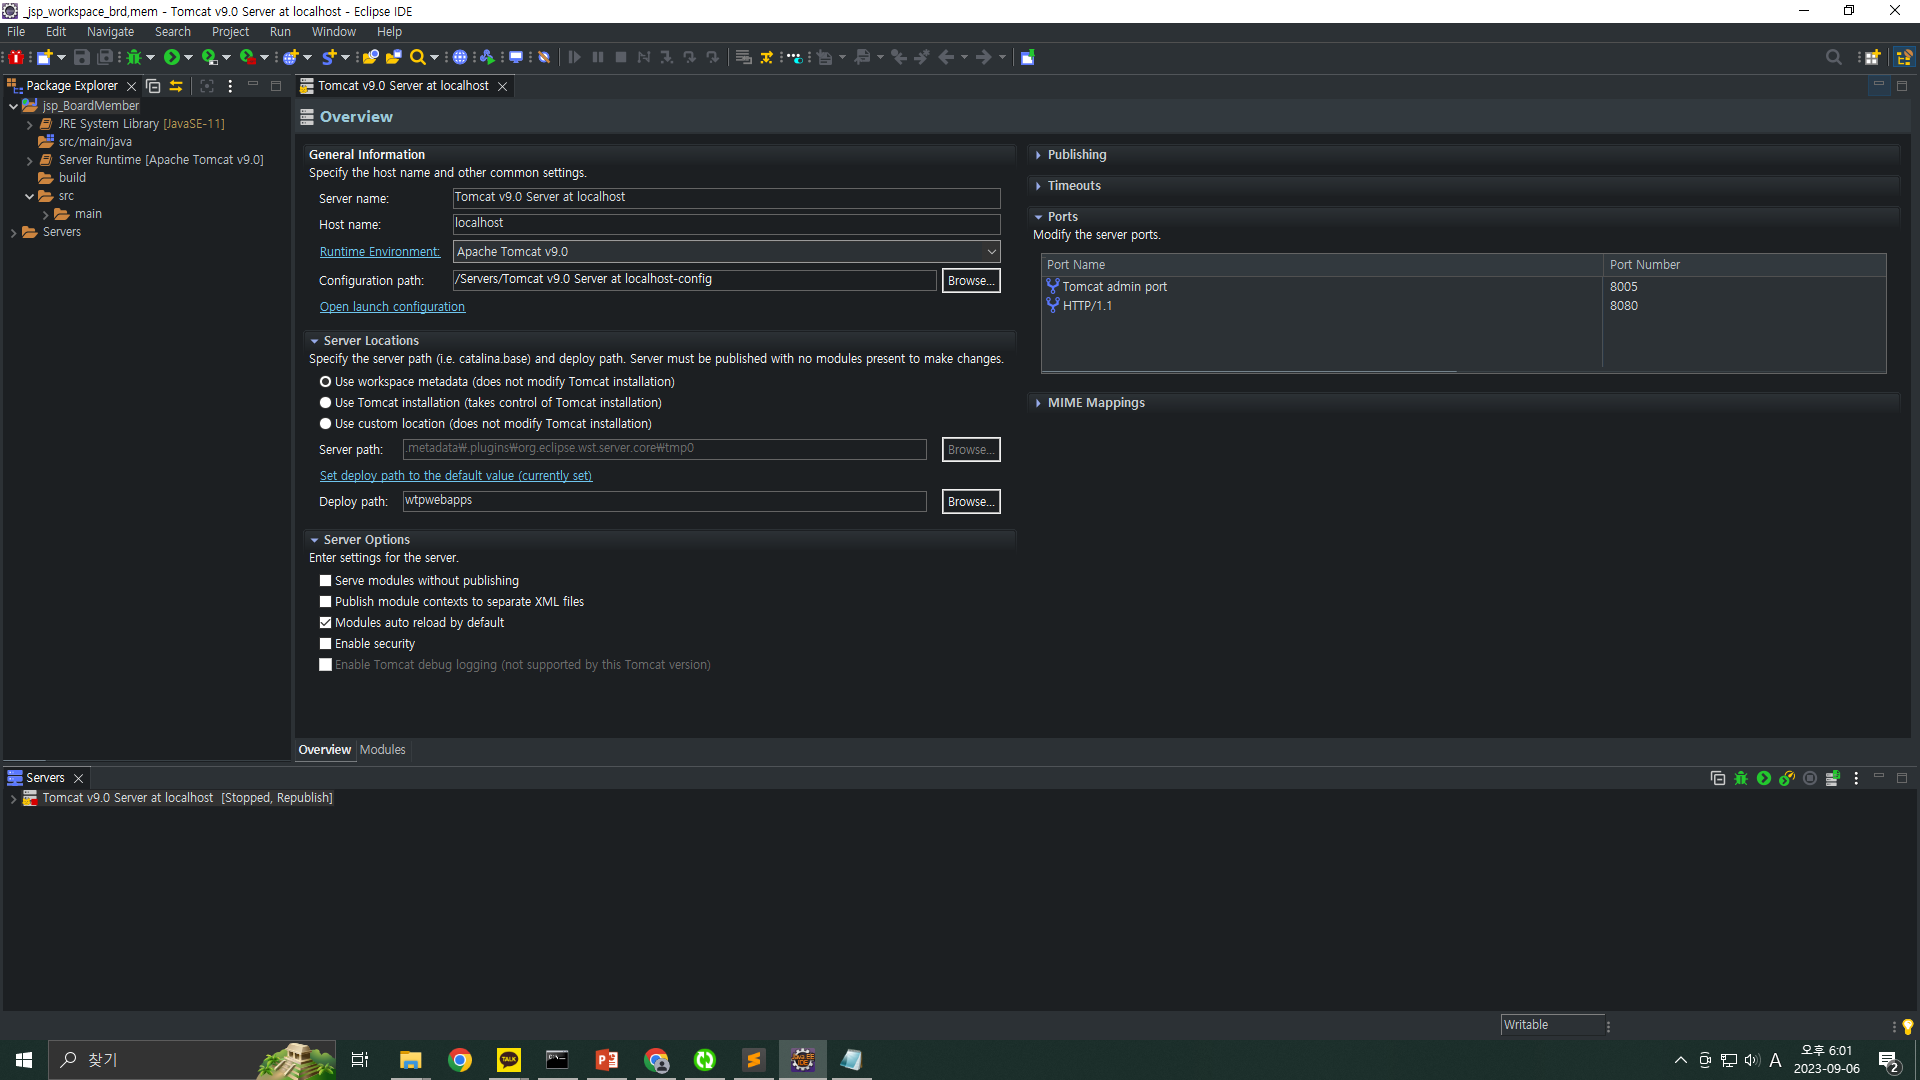 _jsp_workspace_brd,mem - Tomcat v9.0 Server at localhost - Eclipse IDE
File Edit Navigate Search Project Run Window Help
Package Explorer
Tomcat v9.0 Server at localhost
jsp_BoardMember
JRE System Library [JavaSE-11]
src/main/java
Server Runtime [Apache Tomcat v9.0]
build
src
main
Servers
Overview
General Information
Specify the host name and other common settings.
Server name: Tomcat v9.0 Server at localhost
Host name: localhost
Runtime Environment: Apache Tomcat v9.0
Configuration path: /Servers/Tomcat v9.0 Server at localhost-config Browse...
Open launch configuration
Server Locations
Specify the server path (i.e. catalina.base) and deploy path. Server must be published with no modules present to make changes.
Use workspace metadata (does not modify Tomcat installation)
Use Tomcat installation (takes control of Tomcat installation)
Use custom location (does not modify Tomcat installation)
Server path: .metadata₩.plugins₩org.eclipse.wst.server.core₩tmp0 Browse...
Set deploy path to the default value (currently set)
Deploy path: wtpwebapps Browse...
Server Options
Enter settings for the server.
Serve modules without publishing
Publish module contexts to separate XML files
Modules auto reload by default
Enable security
Enable Tomcat debug logging (not supported by this Tomcat version)
Publishing
Timeouts
Ports
Modify the server ports.
Port Name Port Number
Tomcat admin port 8005
HTTP/1.1 8080
MIME Mappings
Overview Modules
Servers
Tomcat v9.0 Server at localhost [Stopped, Republish]
Writable
찾기
TALK
A
오후 6:01
2023-09-06
2